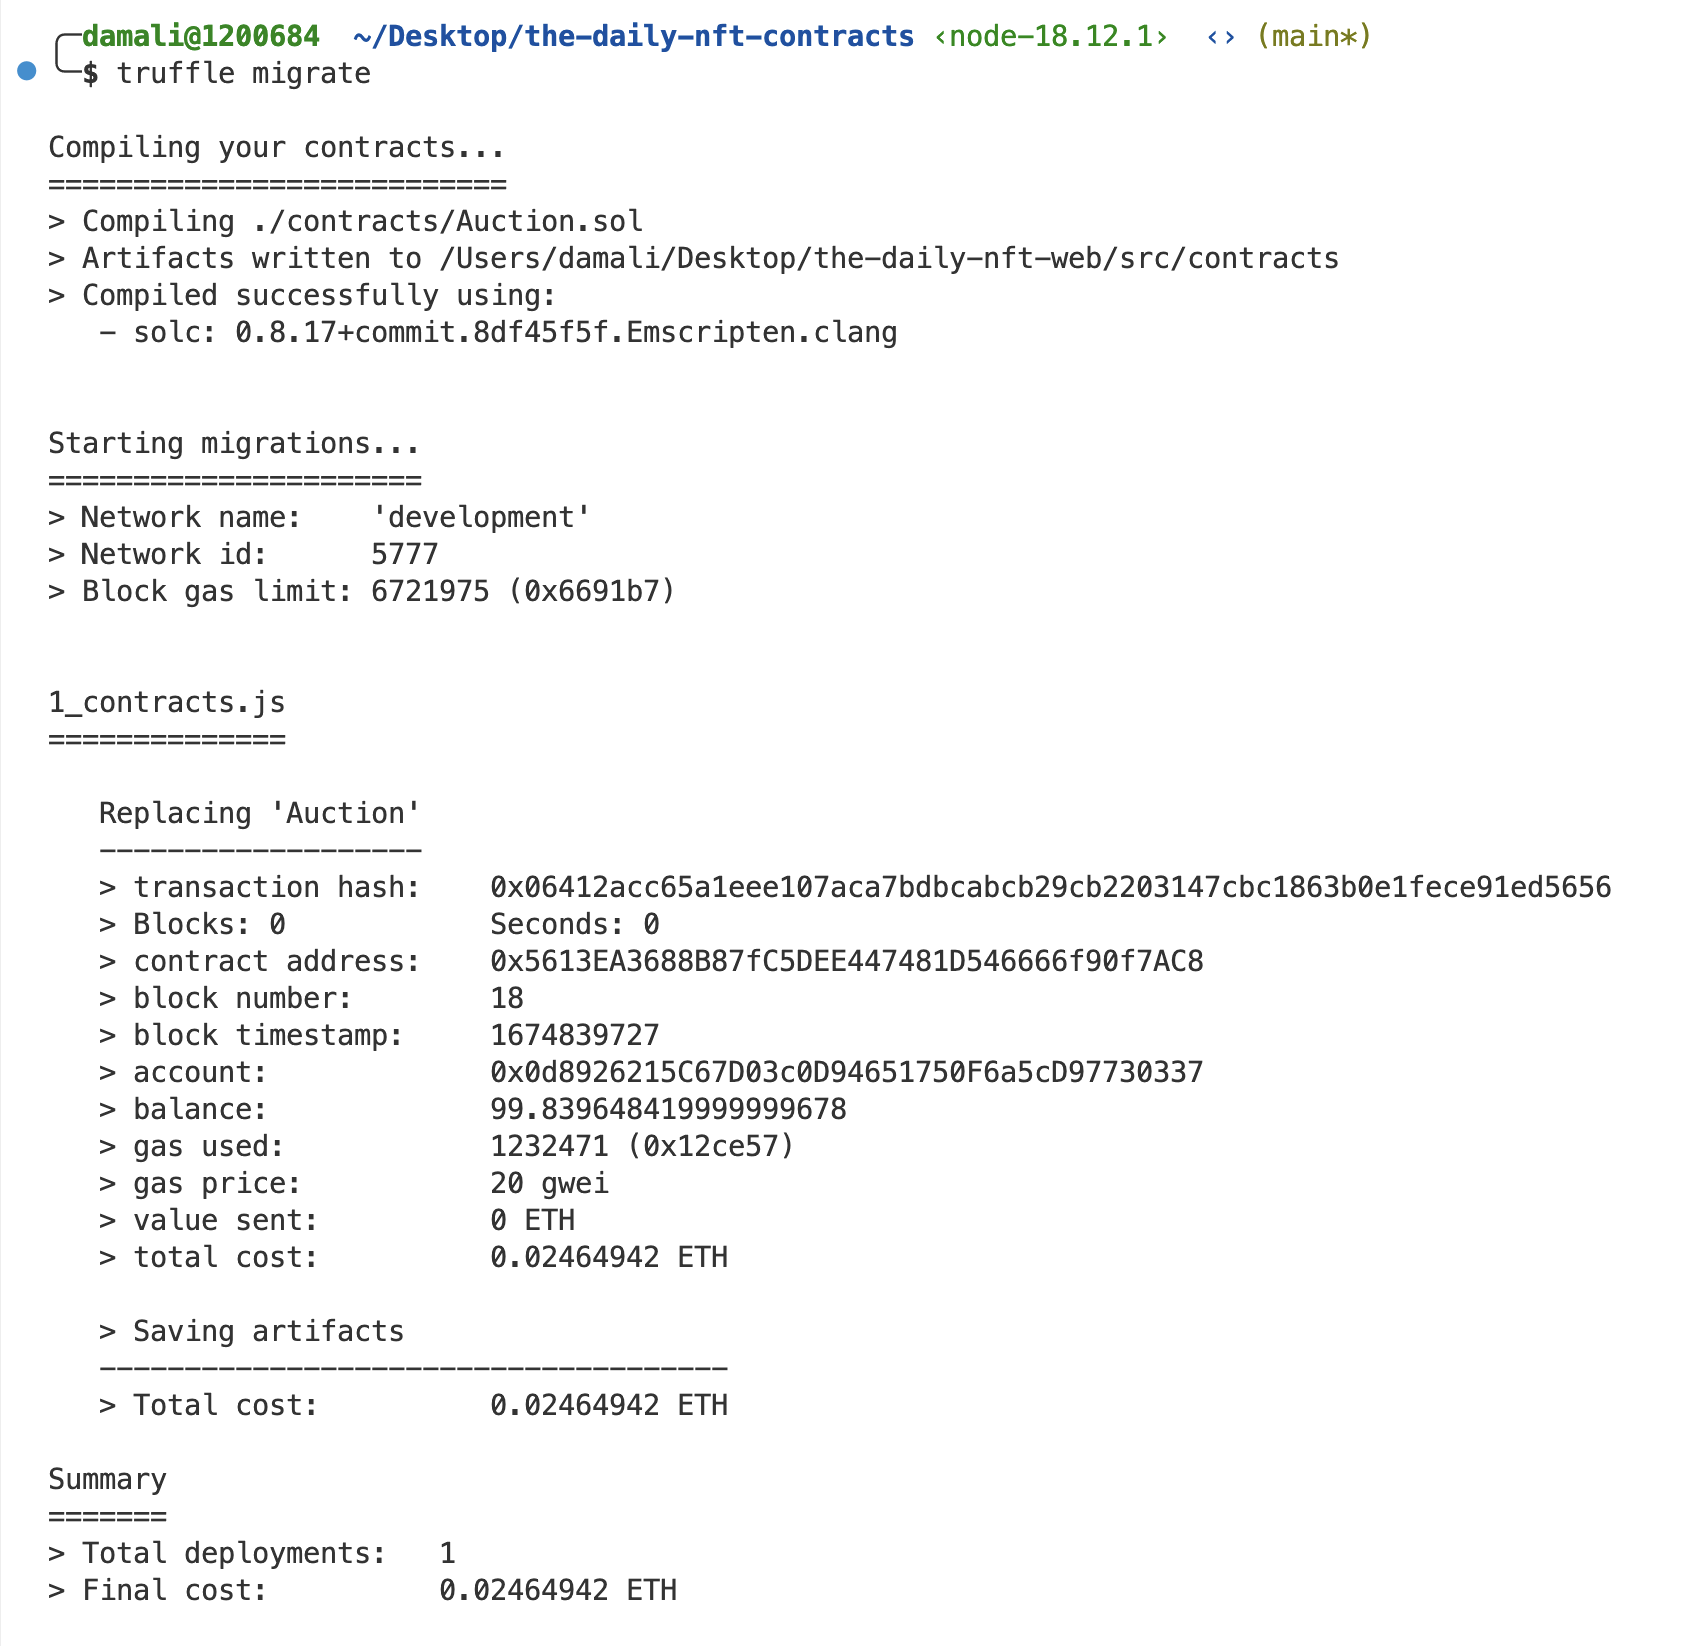 damali@1200684 ~/Desktop/the-daily-nft-contracts ‹node-18.12.1› ‹› (main*)
$ truffle migrate
Compiling your contracts...
===========================
> Compiling ./contracts/Auction.sol
> Artifacts written to /Users/damali/Desktop/the-daily-nft-web/src/contracts
> Compiled successfully using:
   - solc: 0.8.17+commit.8df45f5f.Emscripten.clang
Starting migrations...
======================
> Network name:    'development'
> Network id:      5777
> Block gas limit: 6721975 (0x6691b7)
1_contracts.js
==============
   Replacing 'Auction'
   -------------------
   > transaction hash:    0x06412acc65a1eee107aca7bdbcabcb29cb2203147cbc1863b0e1fece91ed5656
   > Blocks: 0            Seconds: 0
   > contract address:    0x5613EA3688B87fC5DEE447481D546666f90f7AC8
   > block number:        18
   > block timestamp:     1674839727
   > account:             0x0d8926215C67D03c0D94651750F6a5cD97730337
   > balance:             99.839648419999999678
   > gas used:            1232471 (0x12ce57)
   > gas price:           20 gwei
   > value sent:          0 ETH
   > total cost:          0.02464942 ETH
   > Saving artifacts
   -------------------------------------
   > Total cost:          0.02464942 ETH
Summary
=======
> Total deployments:   1
> Final cost:          0.02464942 ETH